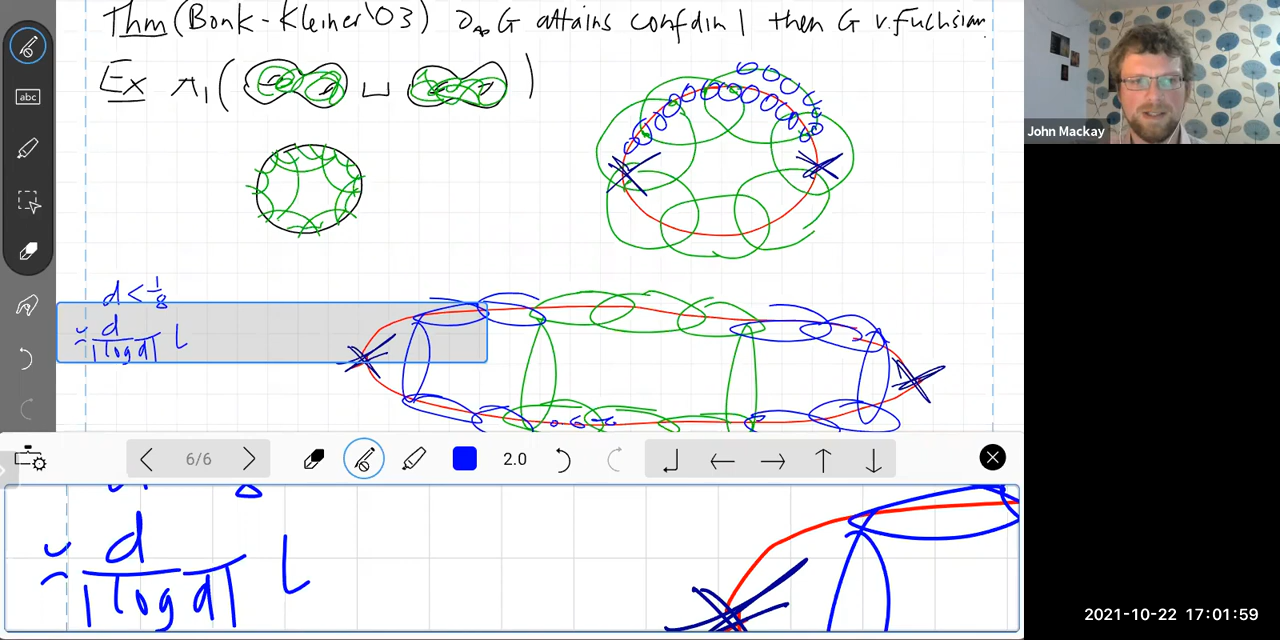 Thm (Bonk-Kleiner '03) ∂∞G attains confdim 1 then G v.fuchsian.
Ex π₁( ⊔ )
John Mackay
abc
d < 1/8
≍ d/|log d| L
6/6
2.0
≍ d/|log d| L
2021-10-22 17:01:59